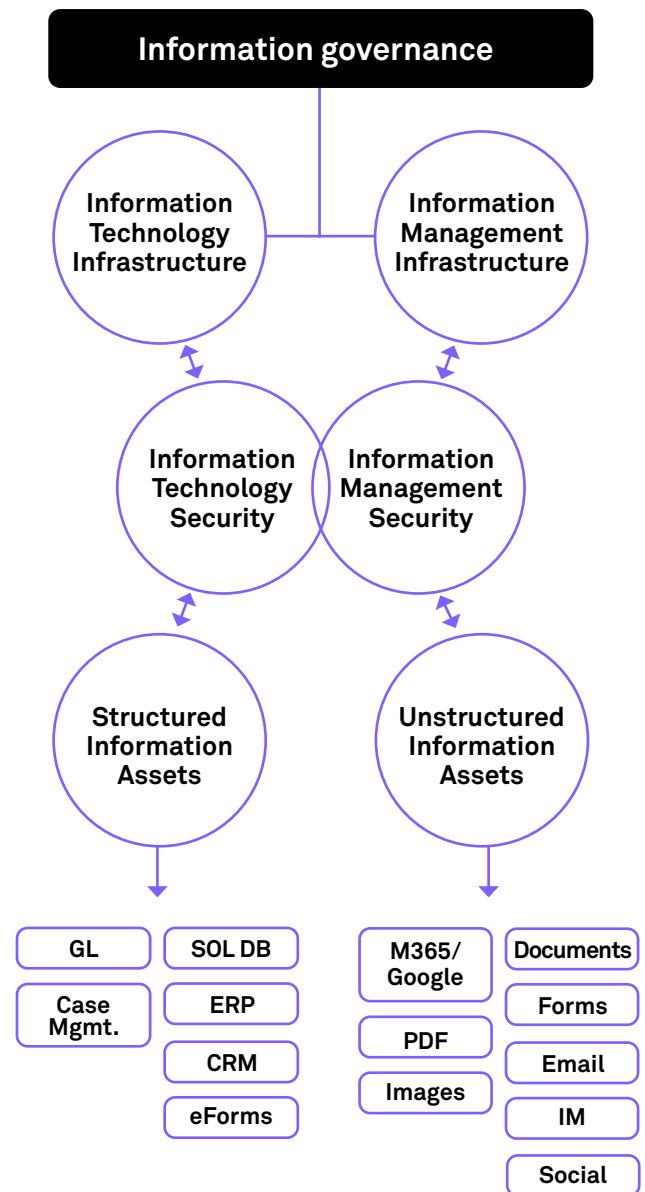 Information governance
Information
Technology
Infrastructure
Information
Management
Infrastructure
Information
Technology
Security
Information
Management
Security
Structured
Information
Assets
Unstructured
Information
Assets
GL
Case
Mgmt.
SOL DB
ERP
CRM
eForms
M365/
Google
PDF
Images
Documents
Forms
Email
IM
Social